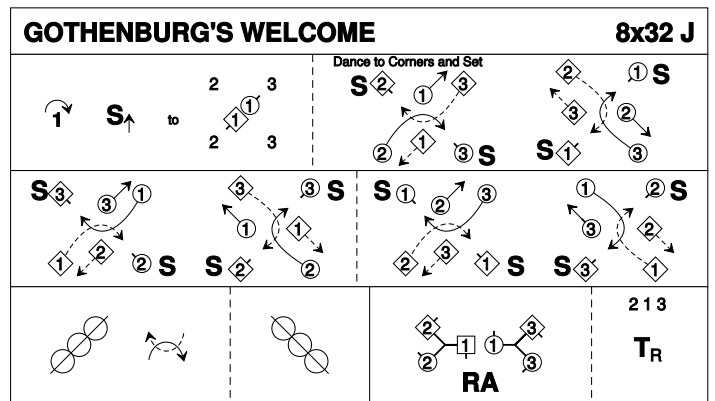 GOTHENBURG'S WELCOME 8x32 J
Dance to Corners and Set
1 S to 2 3 1 1 2 3
S 2 1 3 2 1 3 S
2 1 S 3 2 S 1 3
S 3 3 1 1 2 2 S
3 3 S 1 1 S 2 2
S 1 2 3 2 3 1 S
1 2 S 3 2 S 3 1
2 1 3
2 3
1 1
2 3
RA
TR